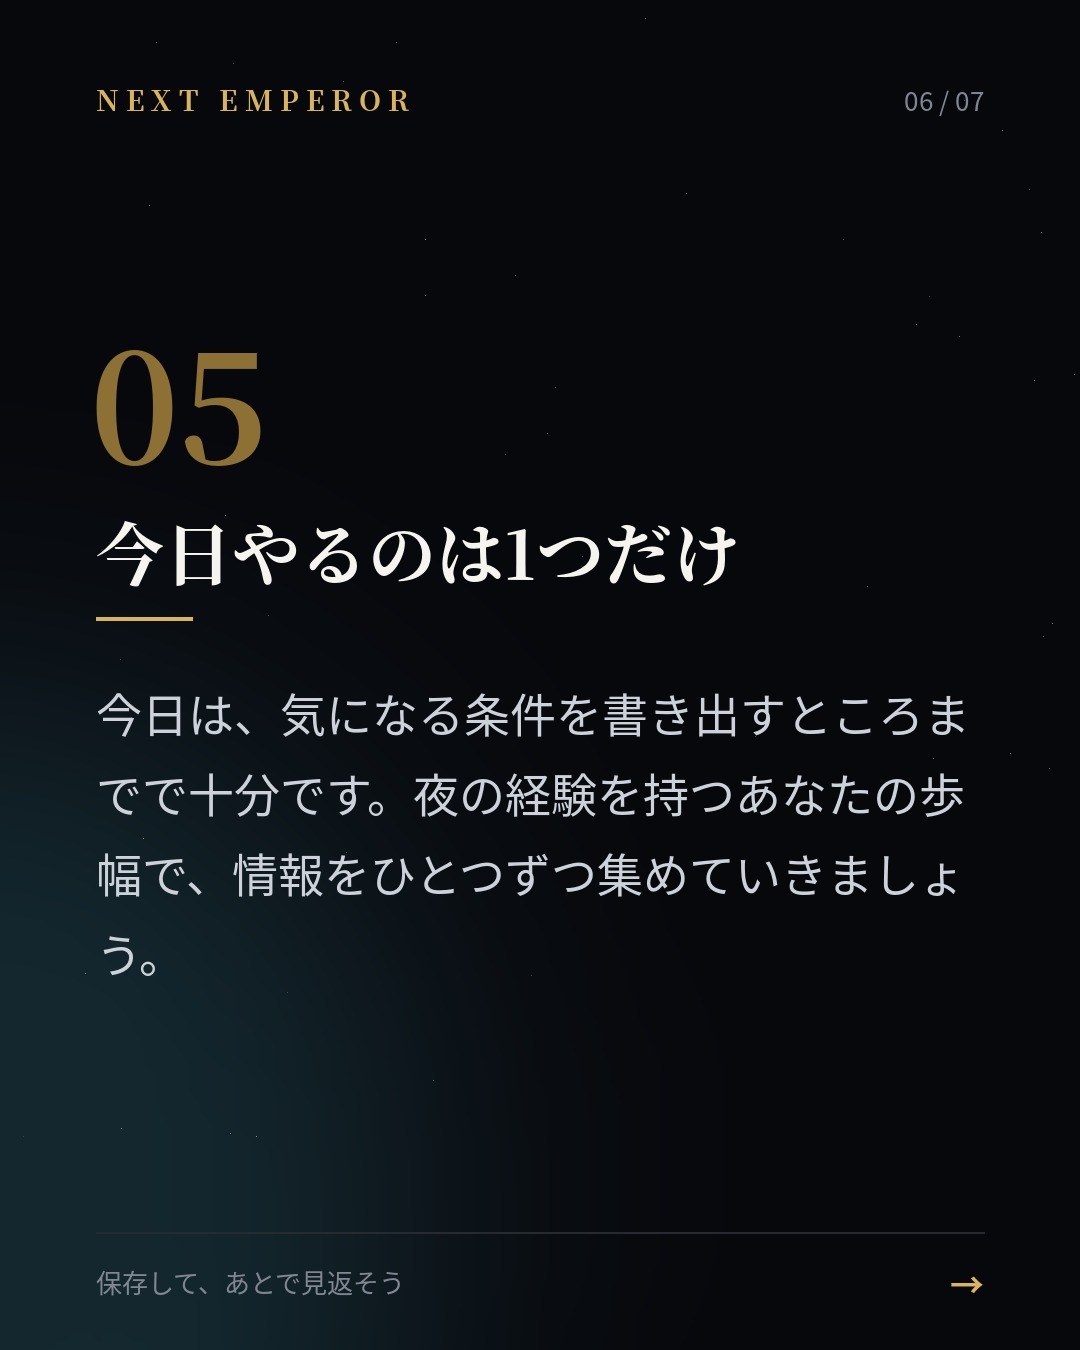 NEXT EMPEROR
06 / 07
05
今日やるのは1つだけ
今日は、気になる条件を書き出すところま
でで十分です。夜の経験を持つあなたの歩
幅で、情報をひとつずつ集めていきましょ
う。
保存して、あとで見返そう
→